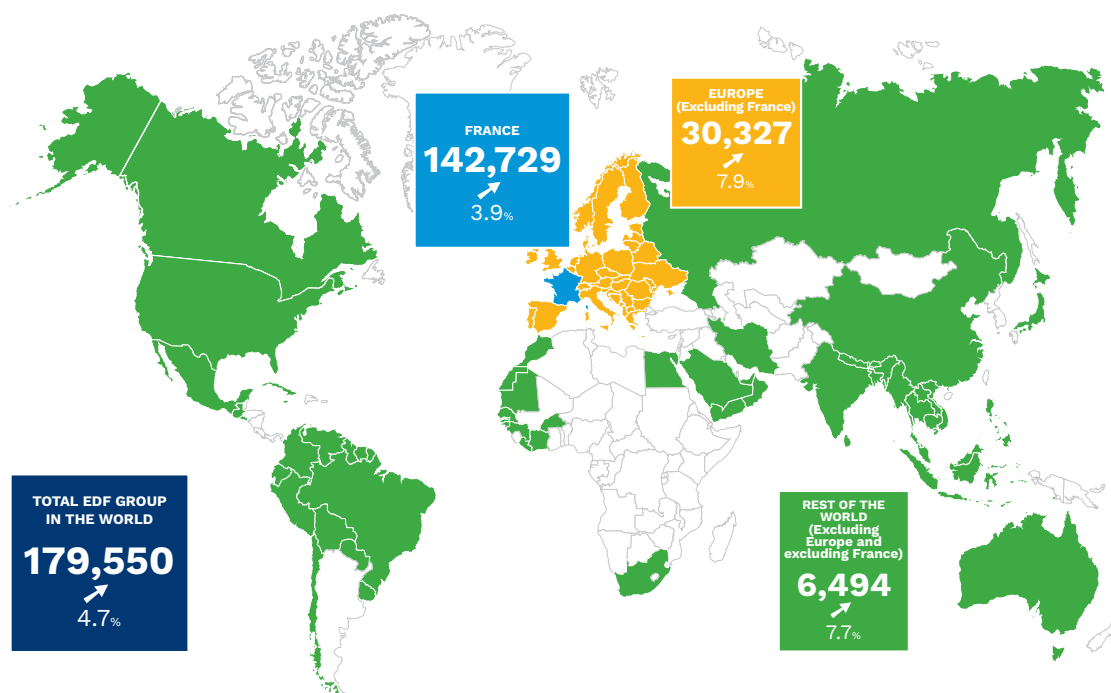 FRANCE
142,729
3.9%
EUROPE
(Excluding France)
30,327
7.9%
TOTAL EDF GROUP
IN THE WORLD
179,550
4.7%
REST OF THE
WORLD
(Excluding
Europe and
excluding France)
6,494
7.7%